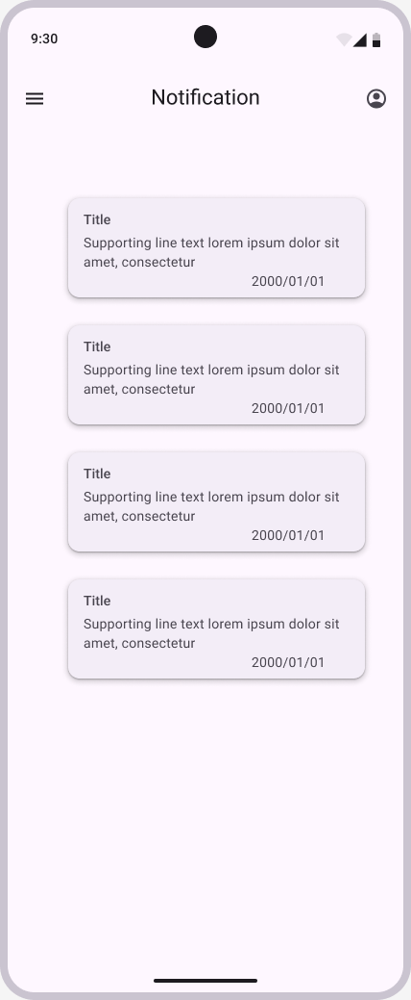 9:30
Notification
Title
Supporting line text lorem ipsum dolor sit
amet, consectetur
2000/01/01
Title
Supporting line text lorem ipsum dolor sit
amet, consectetur
2000/01/01
Title
Supporting line text lorem ipsum dolor sit
amet, consectetur
2000/01/01
Title
Supporting line text lorem ipsum dolor sit
amet, consectetur
2000/01/01